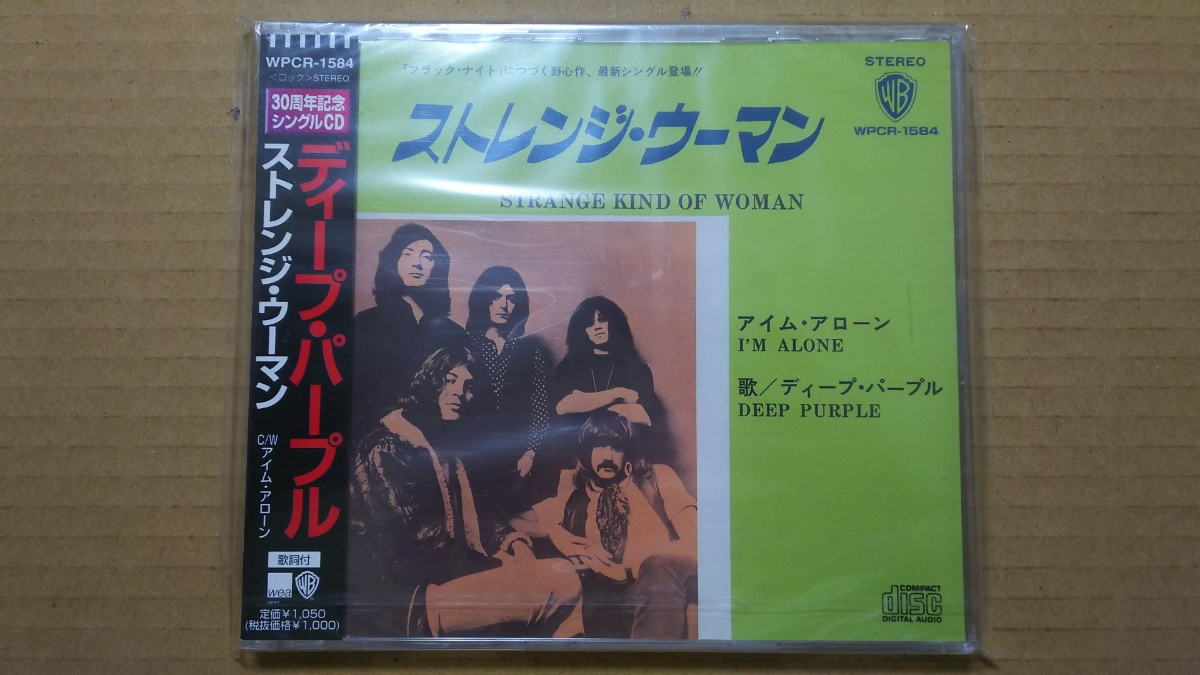 WPCR-1584
<ロック>STEREO
30周年記念
シングルCD
ディープ・パープル
ストレンジ・ウーマン
C/W アイム・アローン
歌詞付
wea
WB
定価¥1,050
(税抜価格¥1,000)
「ブラック・ナイト」につづく野心作、最新シングル登場!!
ストレンジ・ウーマン
STRANGE KIND OF WOMAN
STEREO
WB
WPCR-1584
アイム・アローン
I'M ALONE
歌/ディープ・パープル
DEEP PURPLE
COMPACT
disc
DIGITAL AUDIO